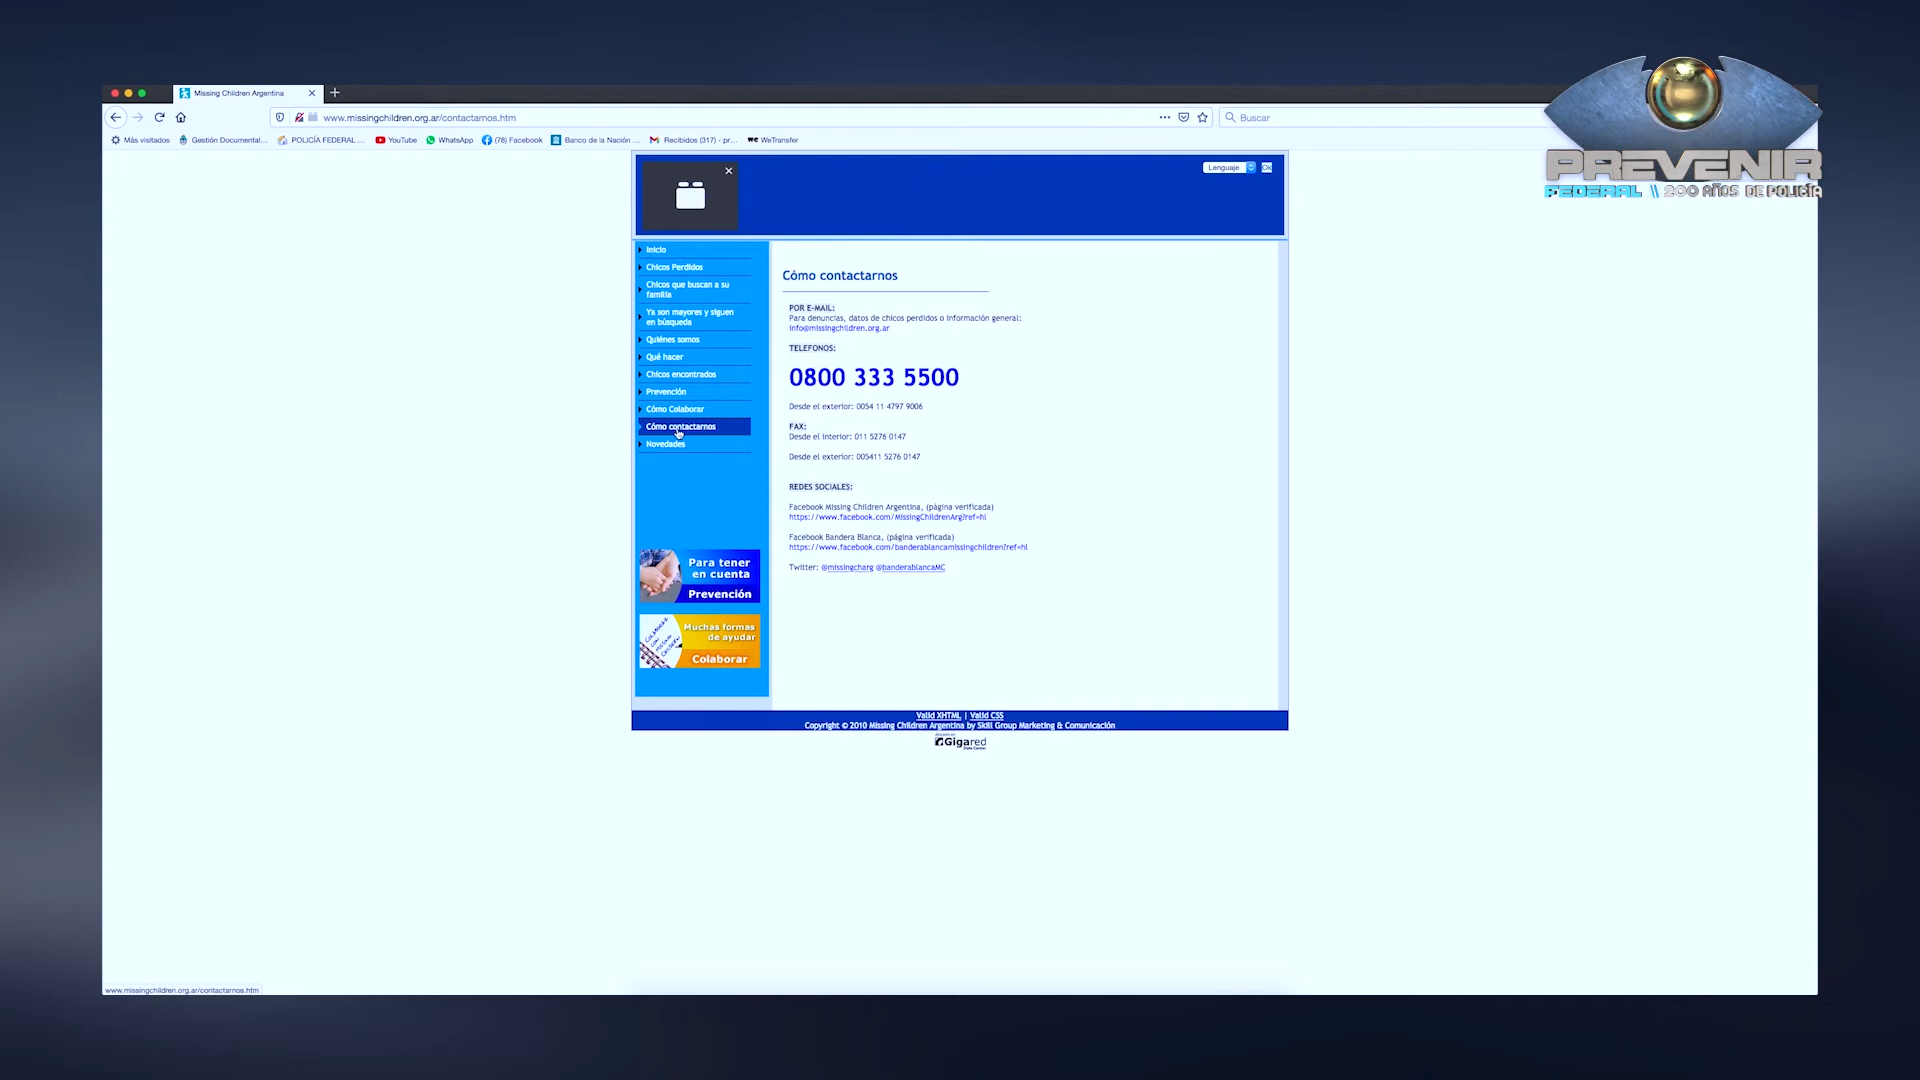 Missing Children Argentina
www.missingchildren.org.ar/contactarnos.htm
Buscar
Más visitados
Gestión Documental...
POLICÍA FEDERAL ...
YouTube
WhatsApp
(78) Facebook
Banco de la Nación ...
Recibidos (317) - pr...
WeTransfer
PREVENIR
FEDERAL \\ 200 AÑOS DE POLICÍA
Lenguaje
Ok
Inicio
Chicos Perdidos
Chicos que buscan a su
familia
Ya son mayores y siguen
en búsqueda
Quiénes somos
Qué hacer
Chicos encontrados
Prevención
Cómo Colaborar
Cómo contactarnos
Novedades
Para tener
en cuenta
Prevención
Muchas formas
de ayudar
Colaborar
Cómo contactarnos
POR E-MAIL:
Para denuncias, datos de chicos perdidos o información general:
info@missingchildren.org.ar
TELEFONOS:
0800 333 5500
Desde el exterior: 0054 11 4797 9006
FAX:
Desde el interior: 011 5276 0147
Desde el exterior: 005411 5276 0147
REDES SOCIALES:
Facebook Missing Children Argentina, (página verificada)
https://www.facebook.com/MissingChildrenArg?ref=hl
Facebook Bandera Blanca, (página verificada)
https://www.facebook.com/banderablancamissingchildren?ref=hl
Twitter: @missingcharg @banderablancaMC
Valid XHTML | Valid CSS
Copyright © 2010 Missing Children Argentina by Skill Group Marketing & Comunicación
Gigared
Data Center
www.missingchildren.org.ar/contactarnos.htm